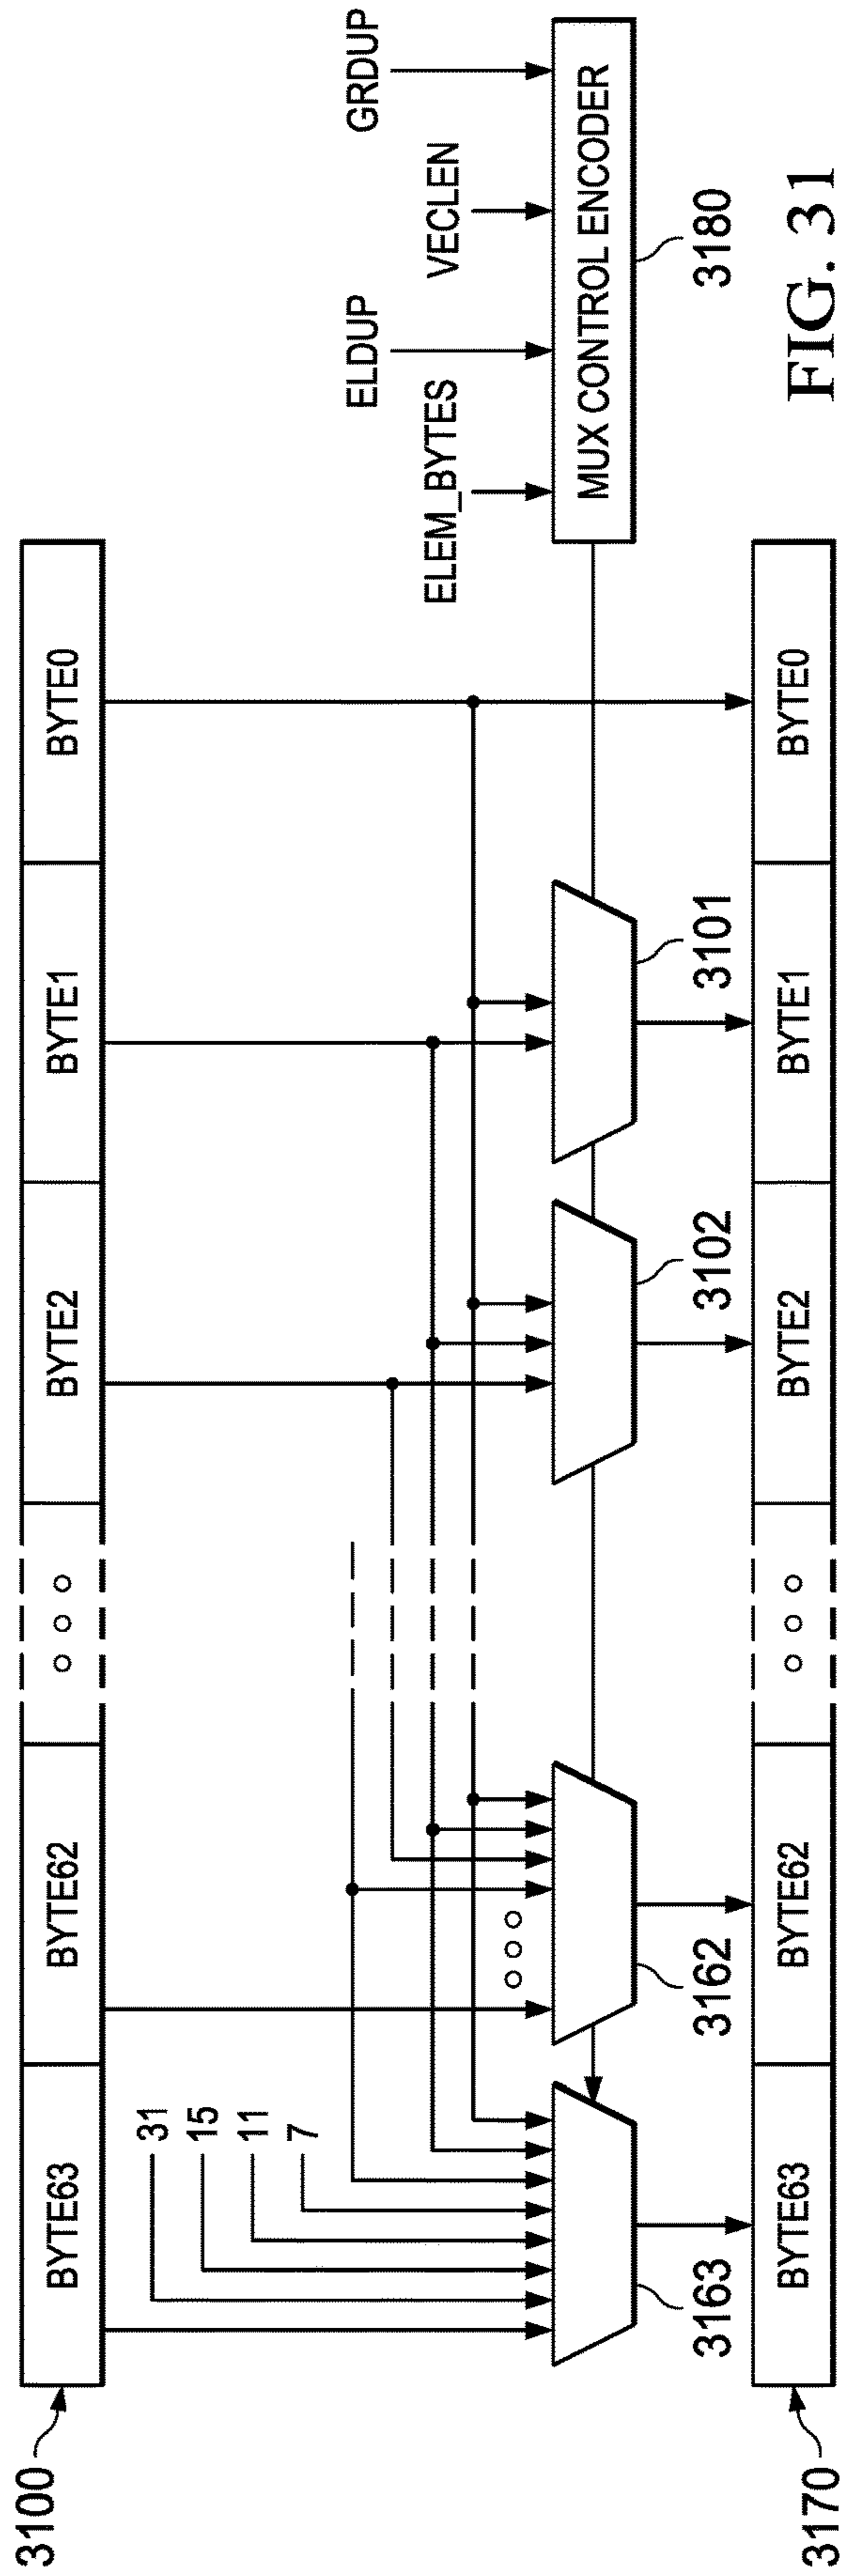 3100
BYTE63
BYTE62
BYTE2
BYTE1
BYTE0
31
15
11
7
GRDUP
VECLEN
ELDUP
ELEM_BYTES
MUX CONTROL ENCODER
3180
3163
3162
3102
3101
3170
BYTE63
BYTE62
BYTE2
BYTE1
BYTE0
FIG. 31